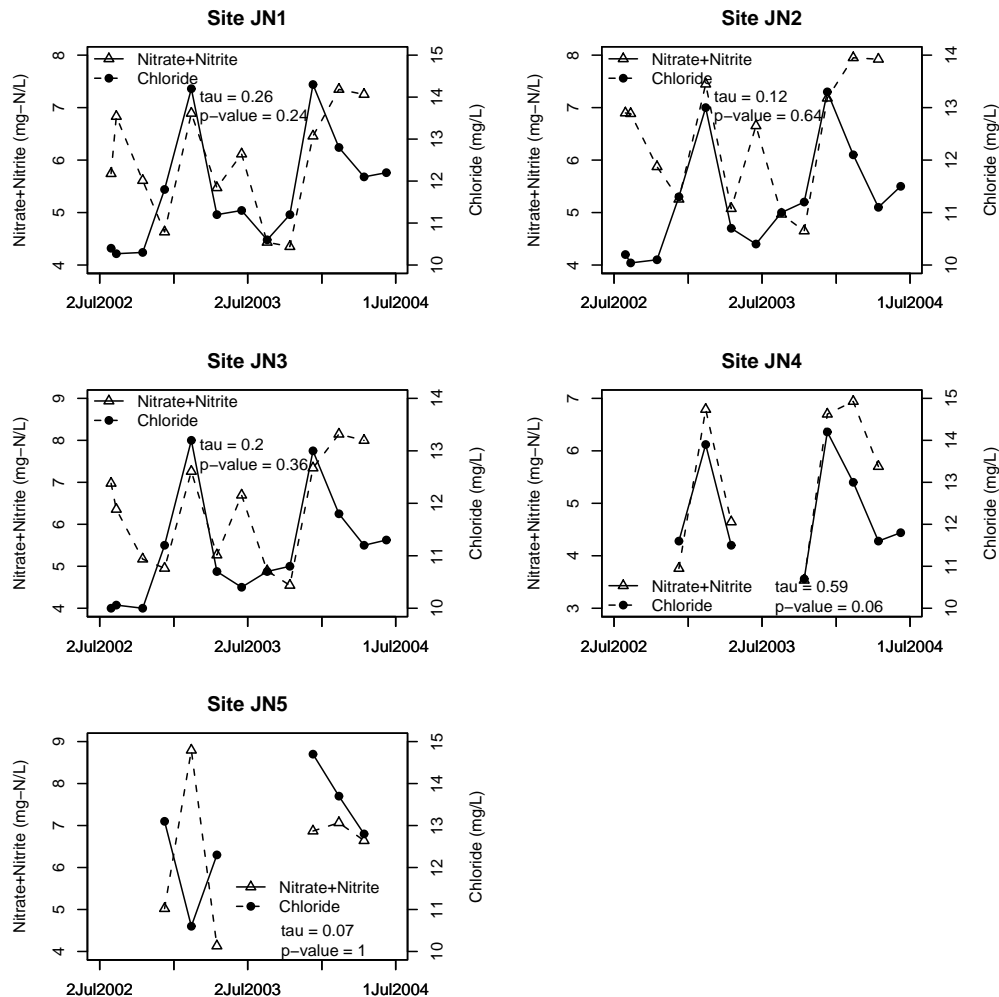 Site JN1
Nitrate+Nitrite (mg−N/L)
8
7
6
5
4
Nitrate+Nitrite
Chloride
tau = 0.26
p−value = 0.24
15
14
13
12
11
10
Chloride (mg/L)
2Jul2002 2Jul2003 1Jul2004
Site JN2
Nitrate+Nitrite (mg−N/L)
8
7
6
5
4
Nitrate+Nitrite
Chloride
tau = 0.12
p−value = 0.64
14
13
12
11
10
Chloride (mg/L)
2Jul2002 2Jul2003 1Jul2004
Site JN3
Nitrate+Nitrite (mg−N/L)
9
8
7
6
5
4
Nitrate+Nitrite
Chloride
tau = 0.2
p−value = 0.36
14
13
12
11
10
Chloride (mg/L)
2Jul2002 2Jul2003 1Jul2004
Site JN4
Nitrate+Nitrite (mg−N/L)
7
6
5
4
3
Nitrate+Nitrite
Chloride
tau = 0.59
p−value = 0.06
15
14
13
12
11
10
Chloride (mg/L)
2Jul2002 2Jul2003 1Jul2004
Site JN5
Nitrate+Nitrite (mg−N/L)
9
8
7
6
5
4
Nitrate+Nitrite
Chloride
tau = 0.07
p−value = 1
15
14
13
12
11
10
Chloride (mg/L)
2Jul2002 2Jul2003 1Jul2004